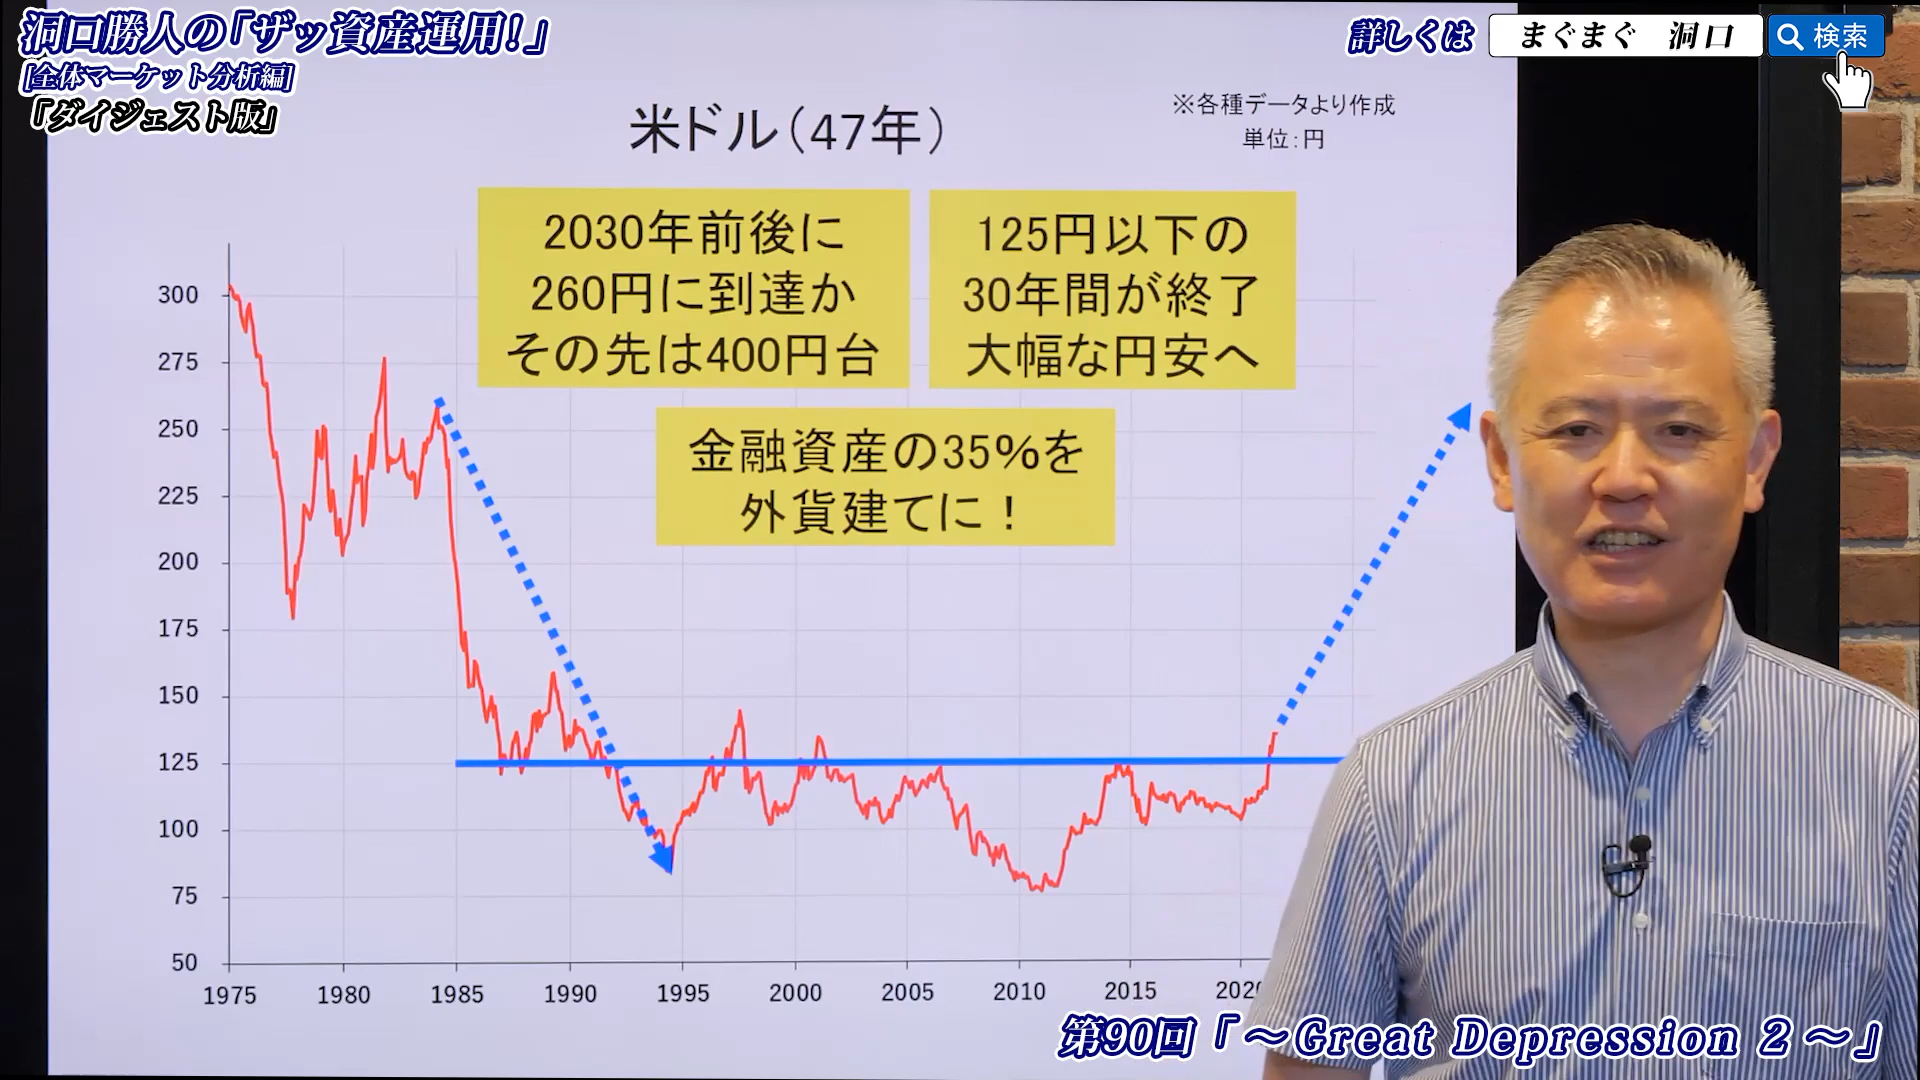 洞口勝人の「ザッ資産運用!」
[全体マーケット分析編]
「ダイジェスト版」
詳しくは
まぐまぐ 洞口
検索
米ドル（47年）
※各種データより作成
単位：円
2030年前後に
260円に到達か
その先は400円台
125円以下の
30年間が終了
大幅な円安へ
金融資産の35%を
外貨建てに！
300
275
250
225
200
175
150
125
100
75
50
1975 1980 1985 1990 1995 2000 2005 2010 2015 2020
第90回「～Great Depression 2～」